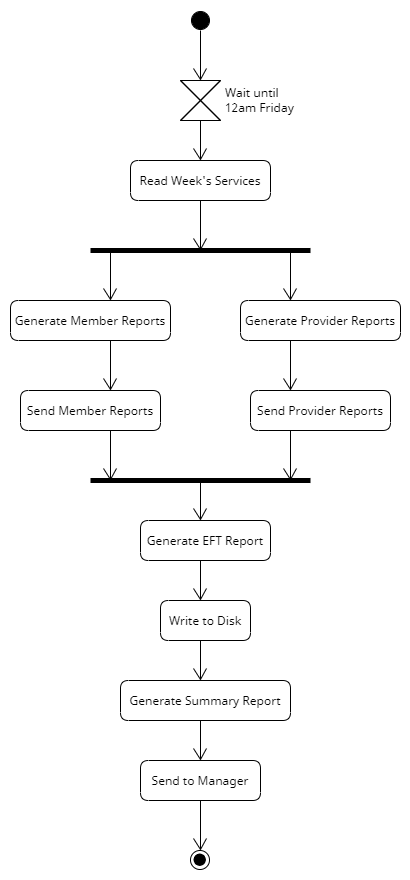 Wait until
12am Friday
Read Week's Services
Generate Member Reports
Generate Provider Reports
Send Member Reports
Send Provider Reports
Generate EFT Report
Write to Disk
Generate Summary Report
Send to Manager